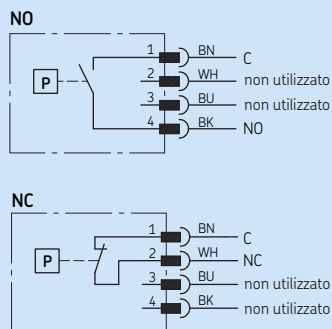 NO
P
1 BN C
2 WH non utilizzato
3 BU non utilizzato
4 BK NO
NC
P
1 BN C
2 WH NC
3 BU non utilizzato
4 BK non utilizzato